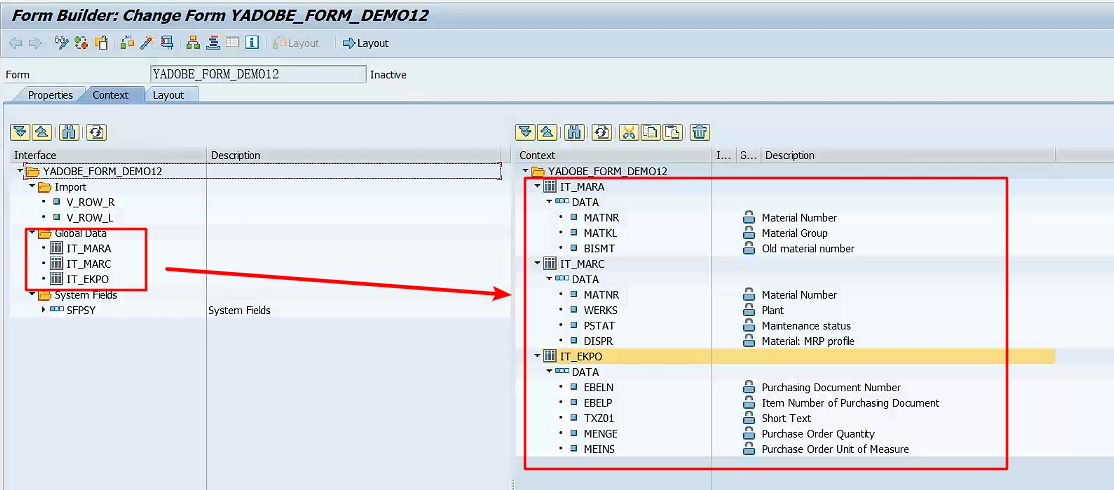 Form Builder: Change Form YADOBE_FORM_DEMO12
Layout
Layout
Form YADOBE_FORM_DEMO12 Inactive
Properties Context Layout
Interface Description
YADOBE_FORM_DEMO12
Import
V_ROW_R
V_ROW_L
Global Data
IT_MARA
IT_MARC
IT_EKPO
System Fields
SFPSY System Fields
Context I... G... Description
YADOBE_FORM_DEMO12
IT_MARA
DATA
MATNR Material Number
MATKL Material Group
BISMT Old material number
IT_MARC
DATA
MATNR Material Number
WERKS Plant
PSTAT Maintenance status
DISPR Material: MRP profile
IT_EKPO
DATA
EBELN Purchasing Document Number
EBELP Item Number of Purchasing Document
TXZ01 Short Text
MENGE Purchase Order Quantity
MEINS Purchase Order Unit of Measure